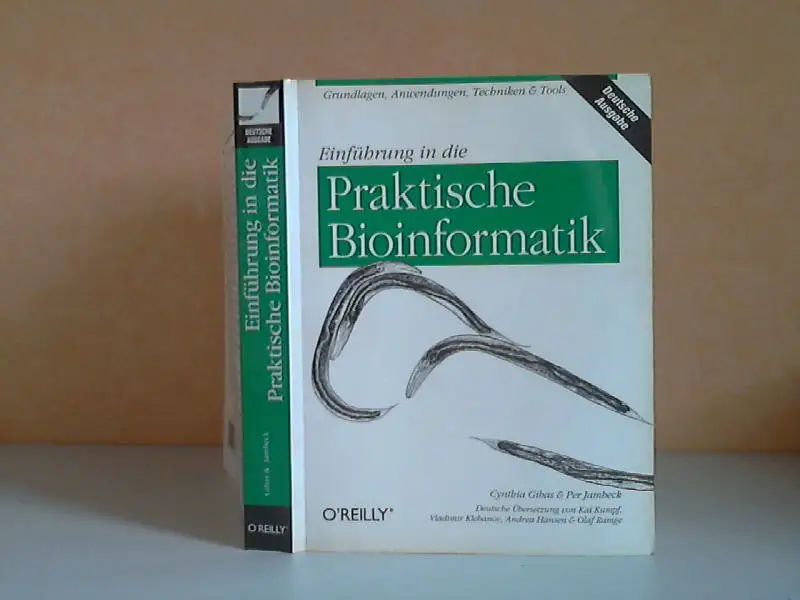 DEUTSCHE
AUSGABE
Einführung in die
Praktische Bioinformatik
Gibas & Jambeck
O'REILLY®
Grundlagen, Anwendungen, Techniken & Tools
Deutsche
Ausgabe
Einführung in die
Praktische
Bioinformatik
Cynthia Gibas & Per Jambeck
Deutsche Übersetzung von Kai Kumpf,
Vladimir Klebanov, Andrea Hansen & Olaf Runge
O'REILLY®